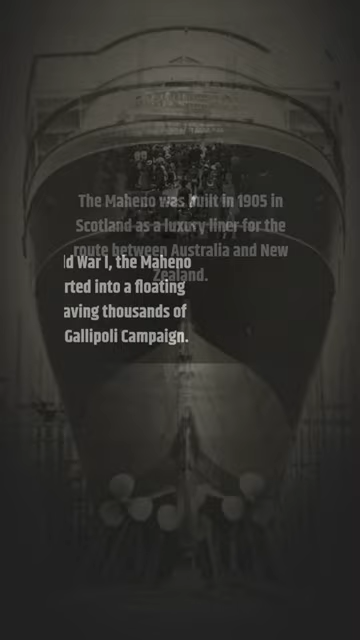 The Maheno was built in 1905 in
Scotland as a luxury liner for the
route between Australia and New
Zealand.
ld War I, the Maheno
rted into a floating
aving thousands of
Gallipoli Campaign.